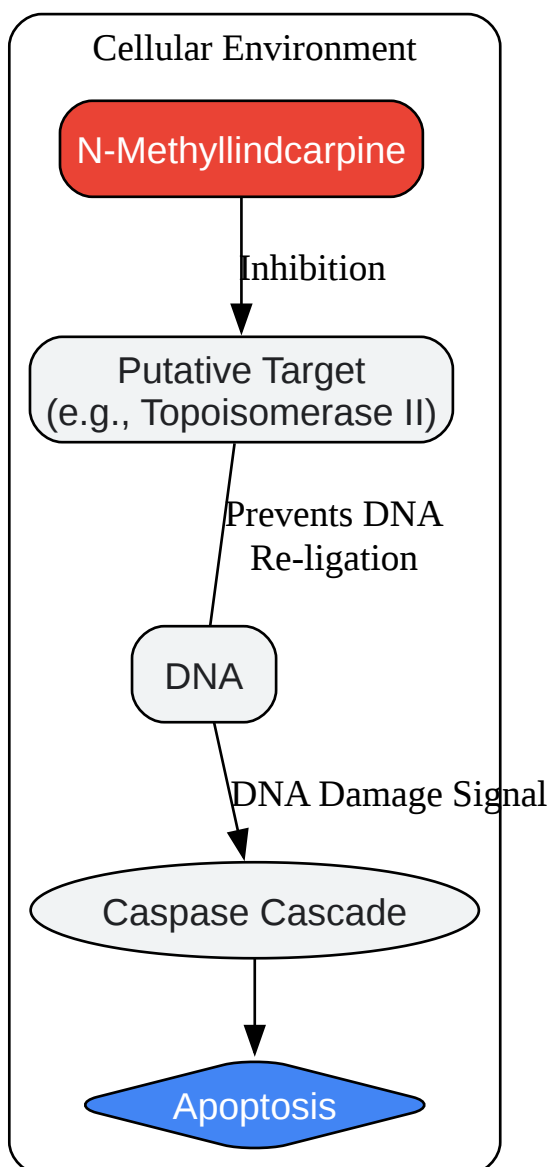 Cellular Environment
N-Methyllindcarpine
Inhibition
Putative Target
(e.g., Topoisomerase II)
Prevents DNA
Re-ligation
DNA
DNA Damage Signal
Caspase Cascade
Apoptosis